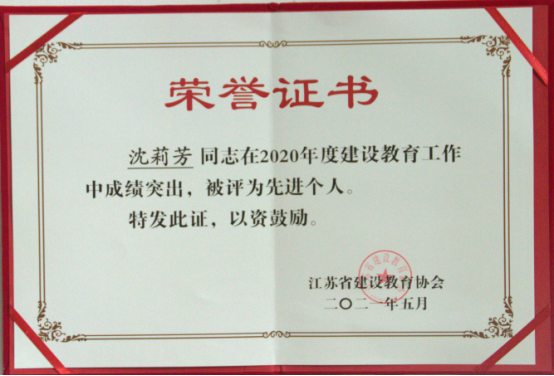 荣誉证书
沈莉芳 同志在2020年度建设教育工作
中成绩突出，被评为先进个人。
特发此证，以资鼓励。
江苏省建设教育协会
二〇二一年五月